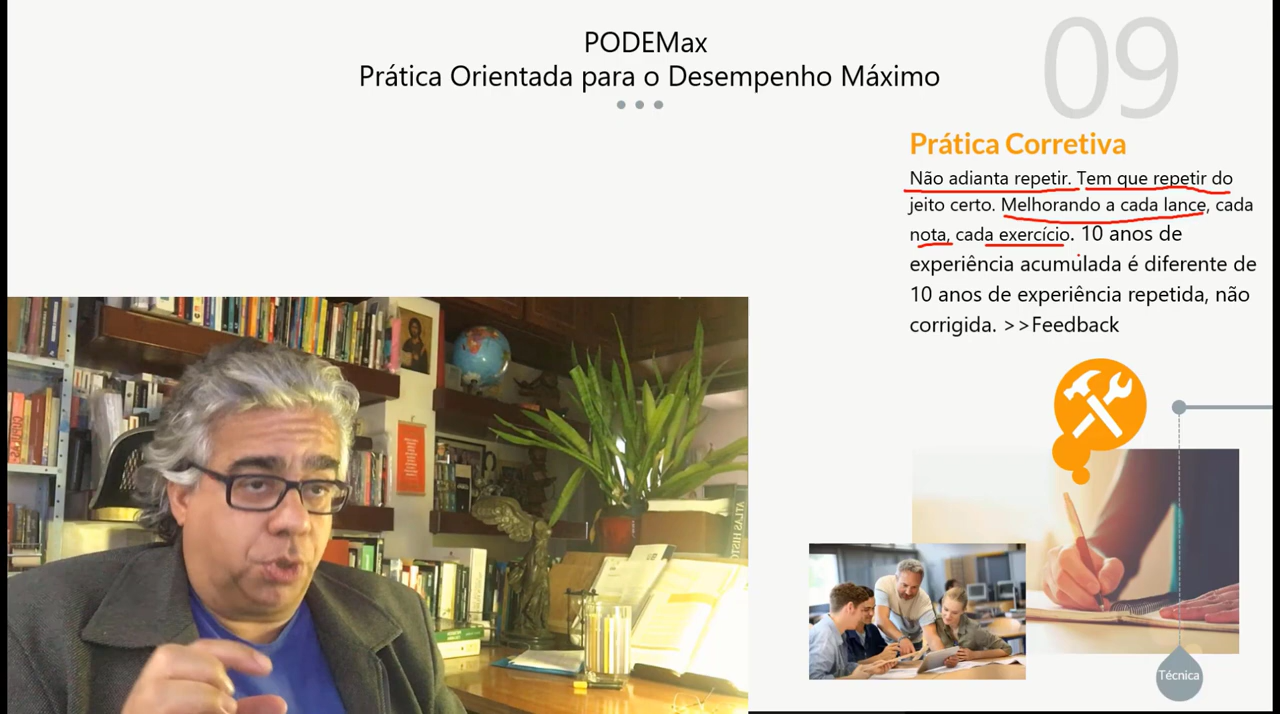 PODEMax
Prática Orientada para o Desempenho Máximo
09
Prática Corretiva
Não adianta repetir. Tem que repetir do
jeito certo. Melhorando a cada lance, cada
nota, cada exercício. 10 anos de
experiência acumulada é diferente de
10 anos de experiência repetida, não
corrigida. >>Feedback
Técnica